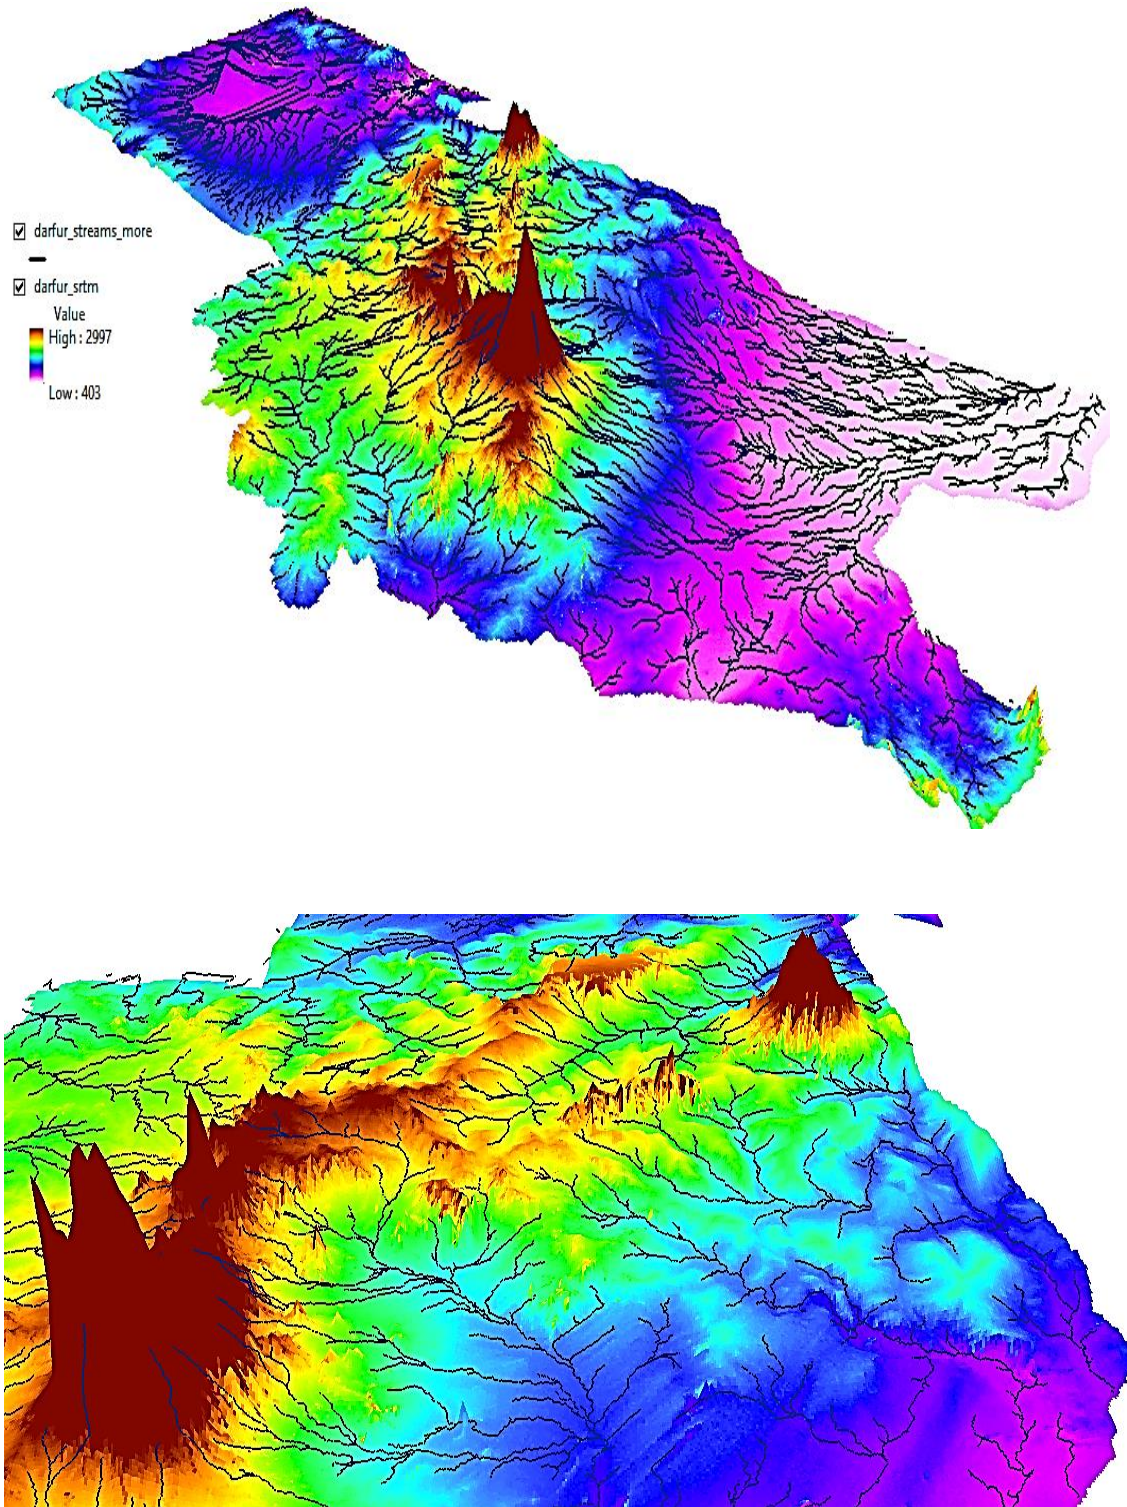 darfur_streams_more
darfur_srtm
Value
High : 2997
Low : 403